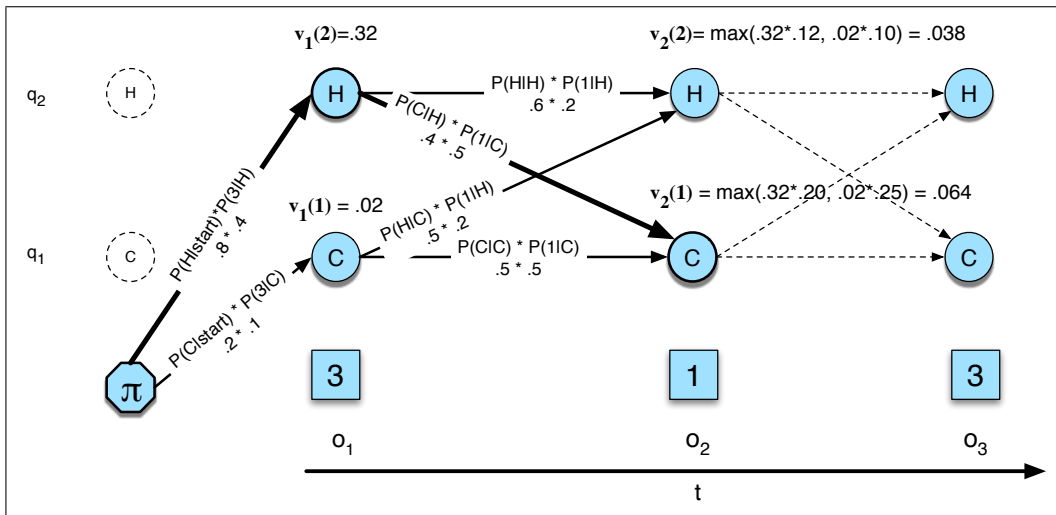 v1(2)=.32
v2(2)= max(.32*.12, .02*.10) = .038
q2
H
H
P(H|H) * P(1|H)
.6 * .2
H
H
P(C|H) * P(1|C)
.4 * .5
P(H|start)*P(3|H)
.8 * .4
v1(1) = .02
P(H|C) * P(1|H)
.5 * .2
v2(1) = max(.32*.20, .02*.25) = .064
q1
C
C
P(C|C) * P(1|C)
.5 * .5
C
C
P(C|start) * P(3|C)
.2 * .1
π
3
1
3
o1
o2
o3
t